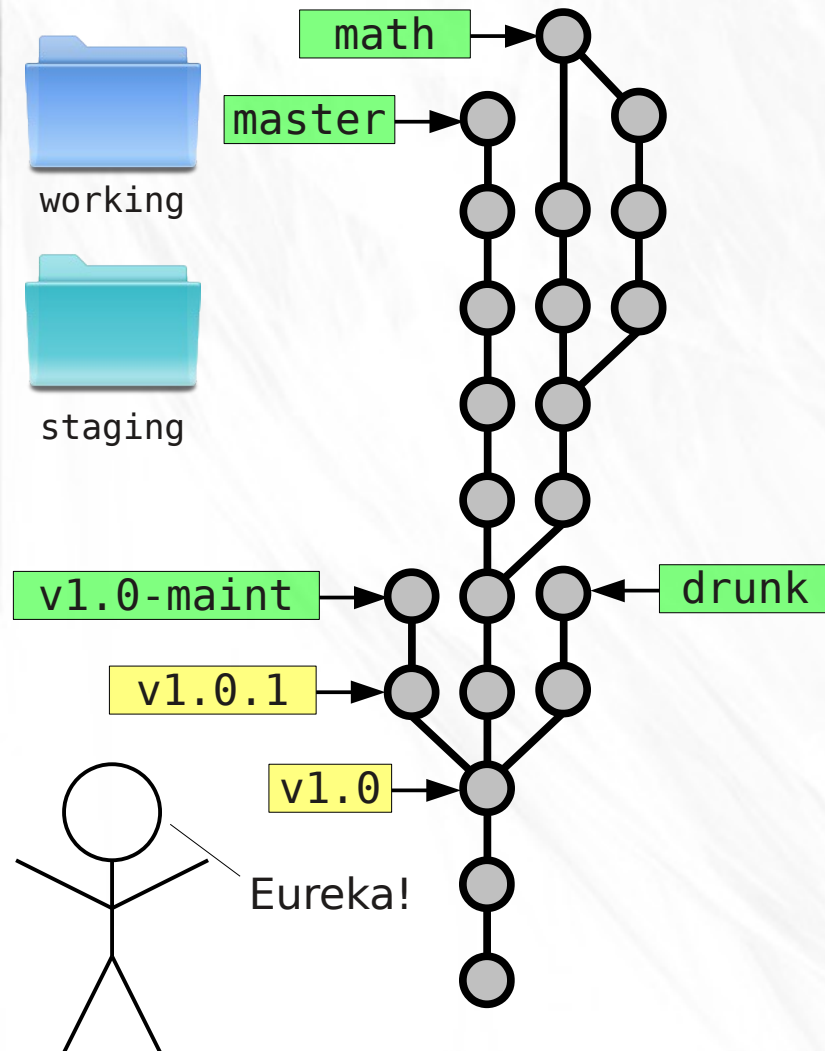 math
master
working
staging
v1.0-maint
drunk
v1.0.1
v1.0
Eureka!